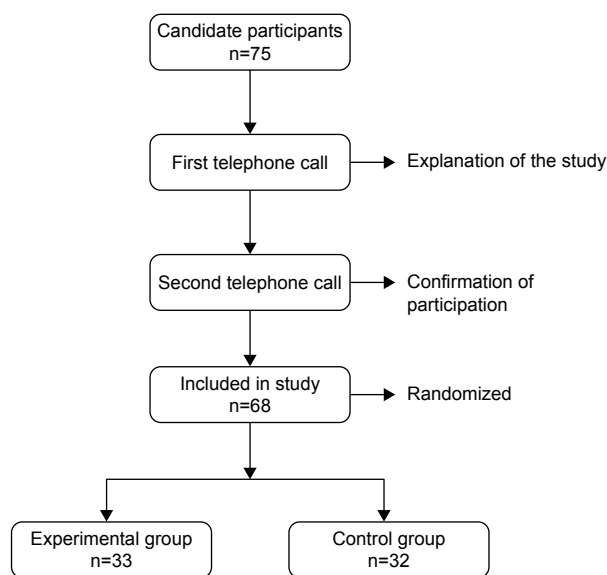 Candidate participants
n=75
First telephone call
Explanation of the study
Second telephone call
Confirmation of
participation
Included in study
n=68
Randomized
Experimental group
n=33
Control group
n=32